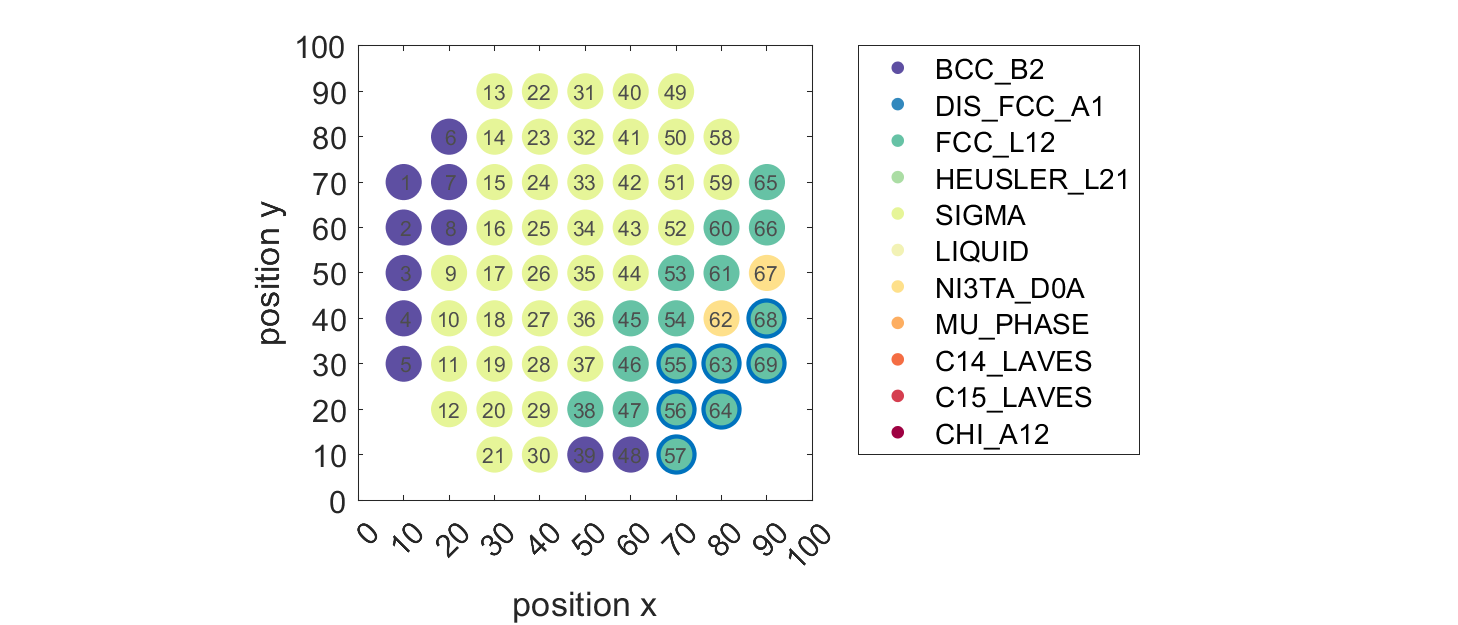 100
90
80
70
60
50
40
30
20
10
0
position y
13 22 31 40 49
6 14 23 32 41 50 58
1 7 15 24 33 42 51 59 65
2 8 16 25 34 43 52 60 66
3 9 17 26 35 44 53 61 67
4 10 18 27 36 45 54 62 68
5 11 19 28 37 46 55 63 69
12 20 29 38 47 56 64
21 30 39 48 57
0 10 20 30 40 50 60 70 80 90 100
position x
BCC_B2
DIS_FCC_A1
FCC_L12
HEUSLER_L21
SIGMA
LIQUID
NI3TA_D0A
MU_PHASE
C14_LAVES
C15_LAVES
CHI_A12